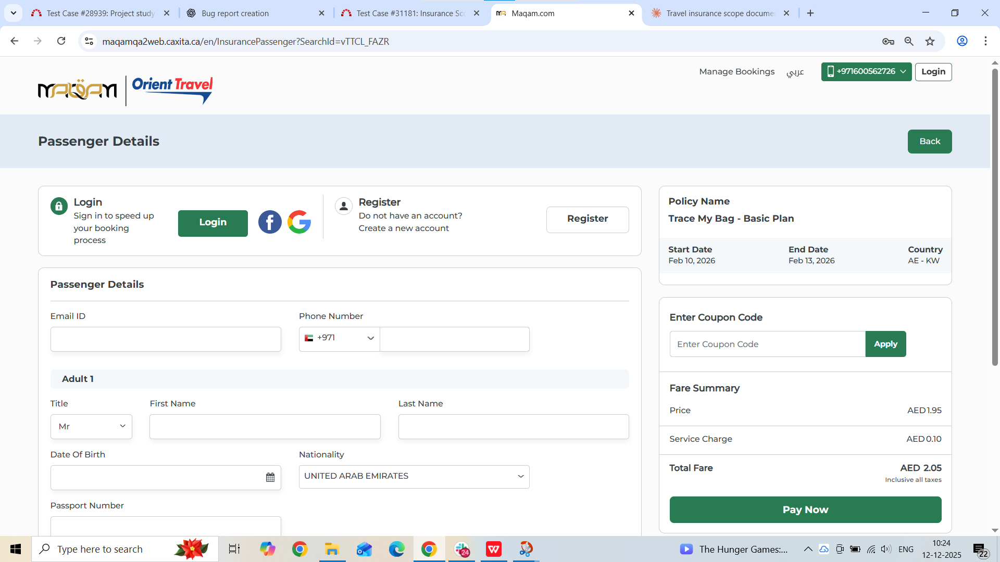 Test Case #28939: Project study
Bug report creation
Test Case #31181: Insurance Sco
Maqam.com
Travel insurance scope docume
maqamqa2web.caxita.ca/en/InsurancePassenger?SearchId=vTTCL_FAZR
MAQAM
Orient Travel
Manage Bookings
عربي
+971600562726
Login
Passenger Details
Back
Login
Sign in to speed up
your booking
process
Login
Register
Do not have an account?
Create a new account
Register
Policy Name
Trace My Bag - Basic Plan
Start Date
End Date
Country
Feb 10, 2026
Feb 13, 2026
AE - KW
Passenger Details
Email ID
Phone Number
+971
Adult 1
Title
First Name
Last Name
Mr
Date Of Birth
Nationality
UNITED ARAB EMIRATES
Passport Number
Enter Coupon Code
Enter Coupon Code
Apply
Fare Summary
Price
AED 1.95
Service Charge
AED 0.10
Total Fare
AED 2.05
Inclusive all taxes
Pay Now
Type here to search
24
The Hunger Games:...
ENG
10:24
12-12-2025
22